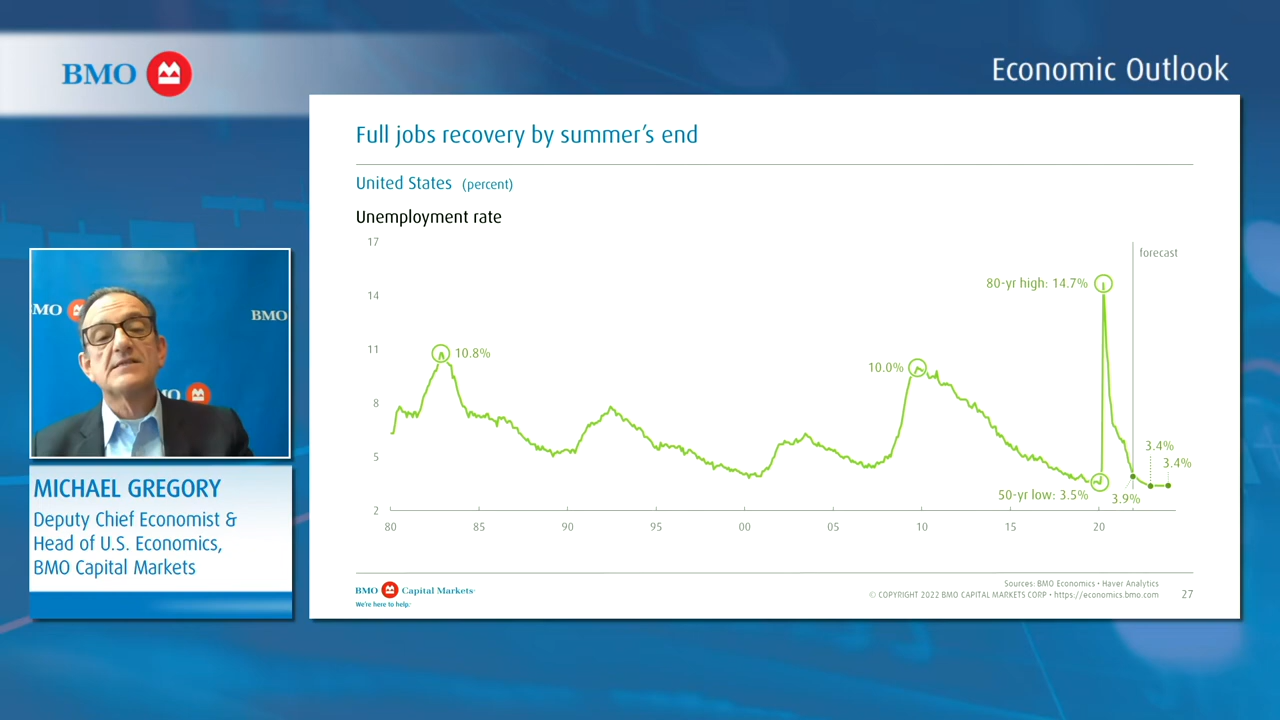 BMO
Economic Outlook
Full jobs recovery by summer's end
United States (percent)
Unemployment rate
17
14
11
8
5
2
80
85
90
95
00
05
10
15
20
forecast
80-yr high: 14.7%
10.8%
10.0%
50-yr low: 3.5%
3.9%
3.4%
3.4%
MO
BMO
IO
MICHAEL GREGORY
Deputy Chief Economist &
Head of U.S. Economics,
BMO Capital Markets
BMO Capital Markets
We're here to help.
Sources: BMO Economics • Haver Analytics
© COPYRIGHT 2022 BMO CAPITAL MARKETS CORP • https://economics.bmo.com
27